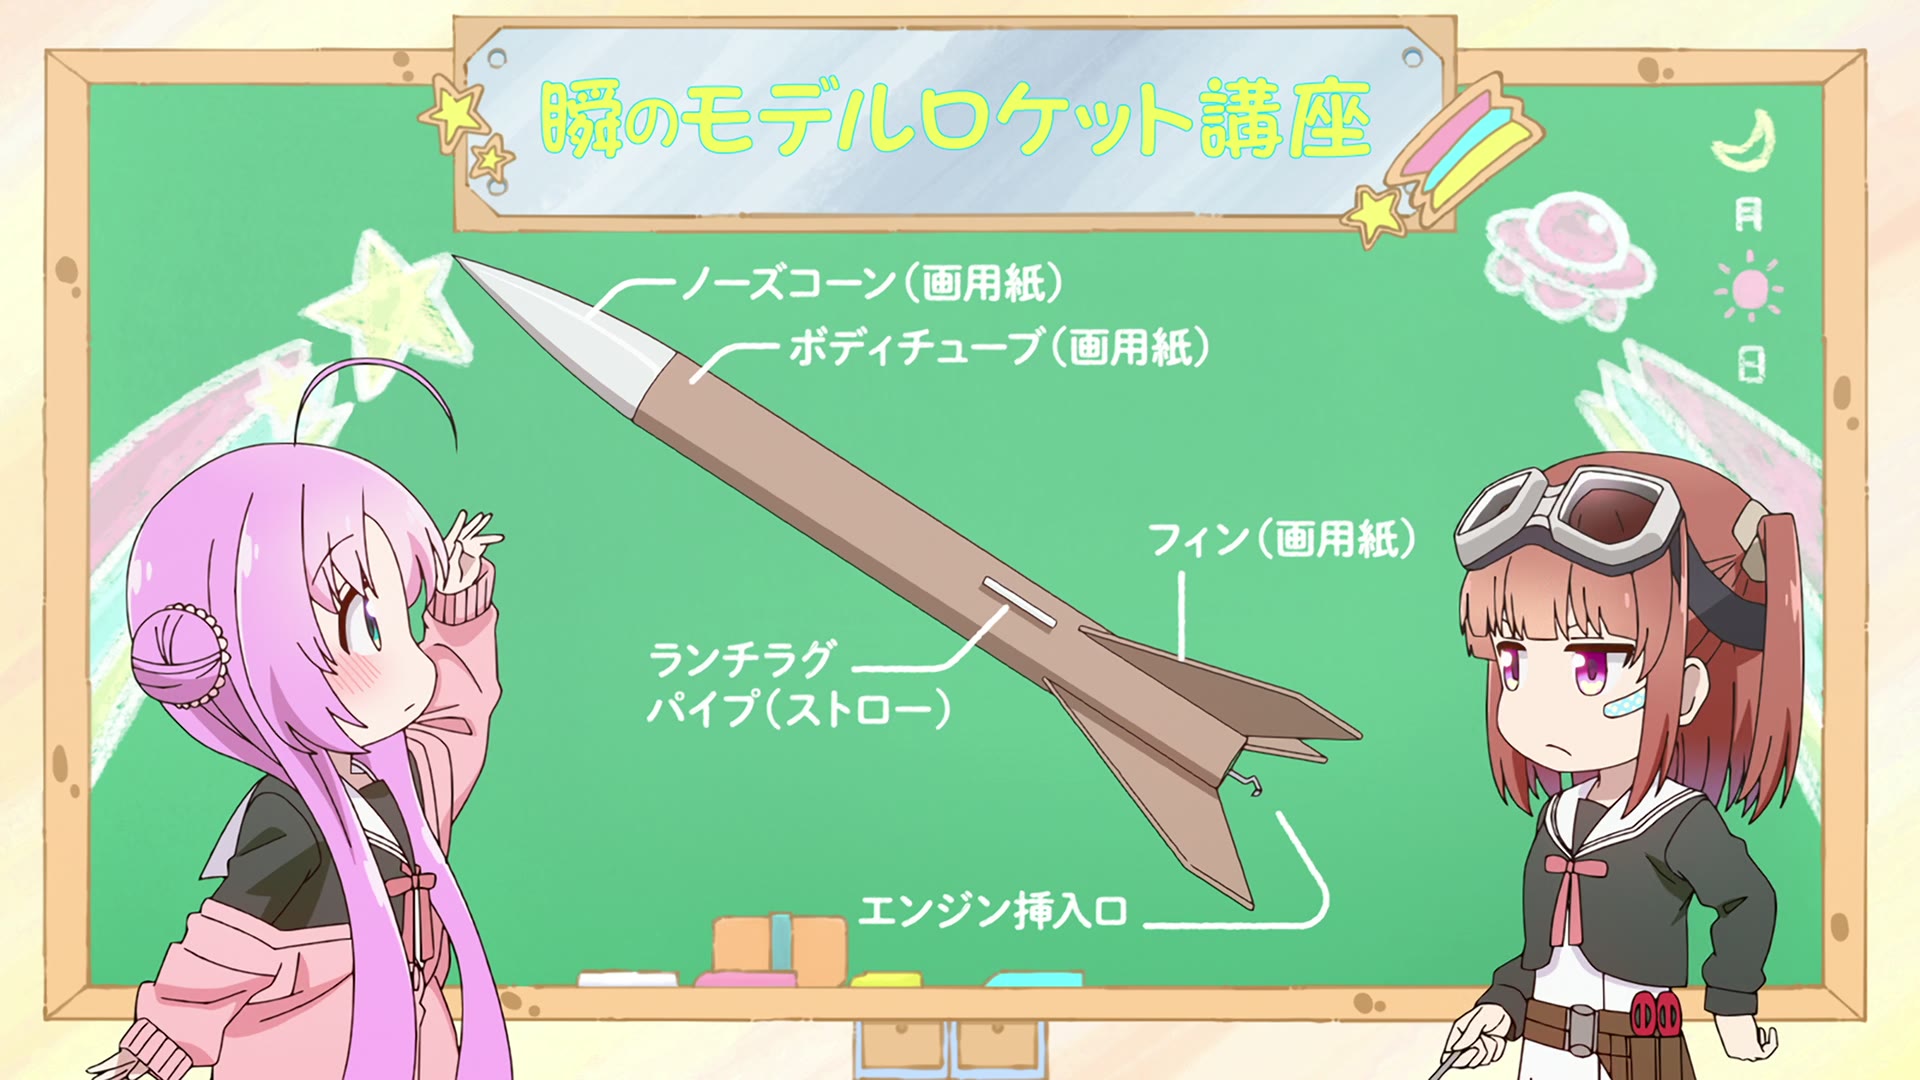 瞬のモデルロケット講座
ノーズコーン(画用紙)
ボディチューブ(画用紙)
フィン(画用紙)
ランチラグ
パイプ(ストロー)
エンジン挿入口
月
日